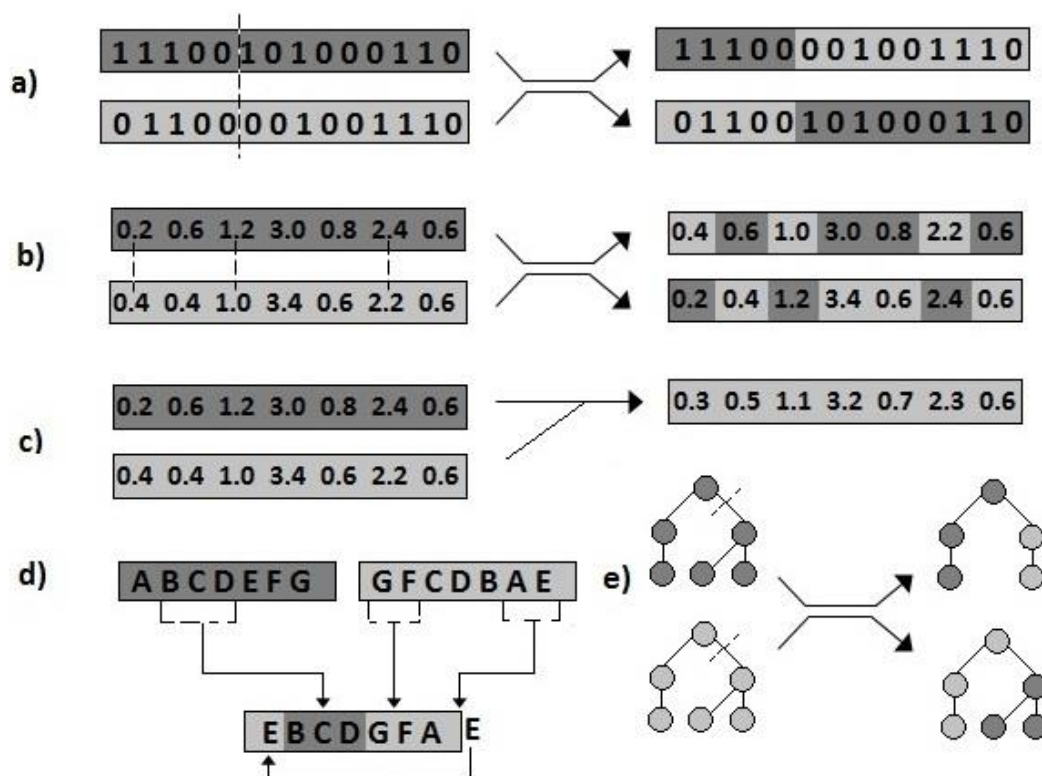 1 1 1 0 0 1 0 1 0 0 0 1 1 0 1 1 1 0 0 0 0 1 0 0 1 1 1 0
a)
0 1 1 0 0 0 0 1 0 0 1 1 1 0 0 1 1 0 0 1 0 1 0 0 0 1 1 0
0.2 0.6 1.2 3.0 0.8 2.4 0.6 0.4 0.6 1.0 3.0 0.8 2.2 0.6
b)
0.4 0.4 1.0 3.4 0.6 2.2 0.6 0.2 0.4 1.2 3.4 0.6 2.4 0.6
0.2 0.6 1.2 3.0 0.8 2.4 0.6 0.3 0.5 1.1 3.2 0.7 2.3 0.6
c)
0.4 0.4 1.0 3.4 0.6 2.2 0.6
d) A B C D E F G G F C D B A E e)
E B C D G F A E